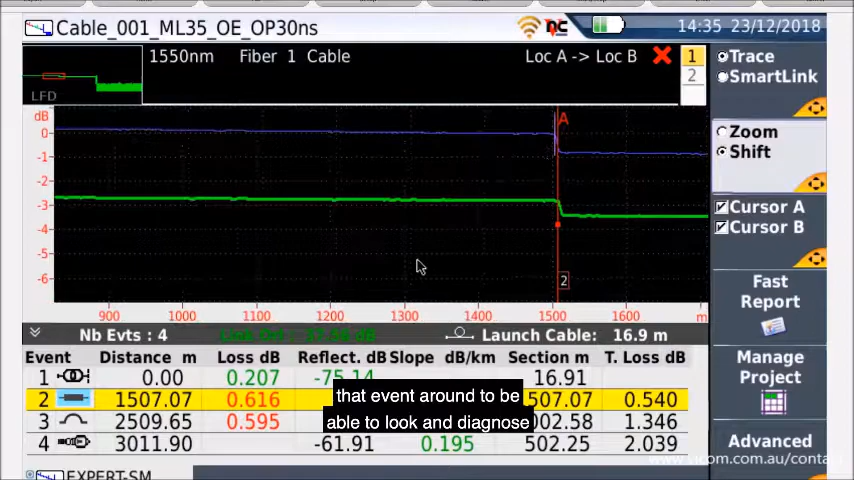 Cable_001_ML35_OE_OP30ns
14:35 23/12/2018
1550nm Fiber 1 Cable
Loc A -> Loc B
1
2
Trace
SmartLink
LFD
dB
0
-1
-2
-3
-4
-5
-6
A
2
900 1000 1100 1200 1300 1400 1500 1600 m
Zoom
Shift
Cursor A
Cursor B
Fast
Report
Manage
Project
Advanced
Nb Evts : 4
Launch Cable: 16.9 m
Event Distance m Loss dB Reflect. dB Slope dB/km Section m T. Loss dB
1 0.00 0.207 -75.14 16.91
2 1507.07 0.616 507.07 0.540
3 2509.65 0.595 002.58 1.346
4 3011.90 -61.91 0.195 502.25 2.039
that event around to be
able to look and diagnose
EXPERT-SM